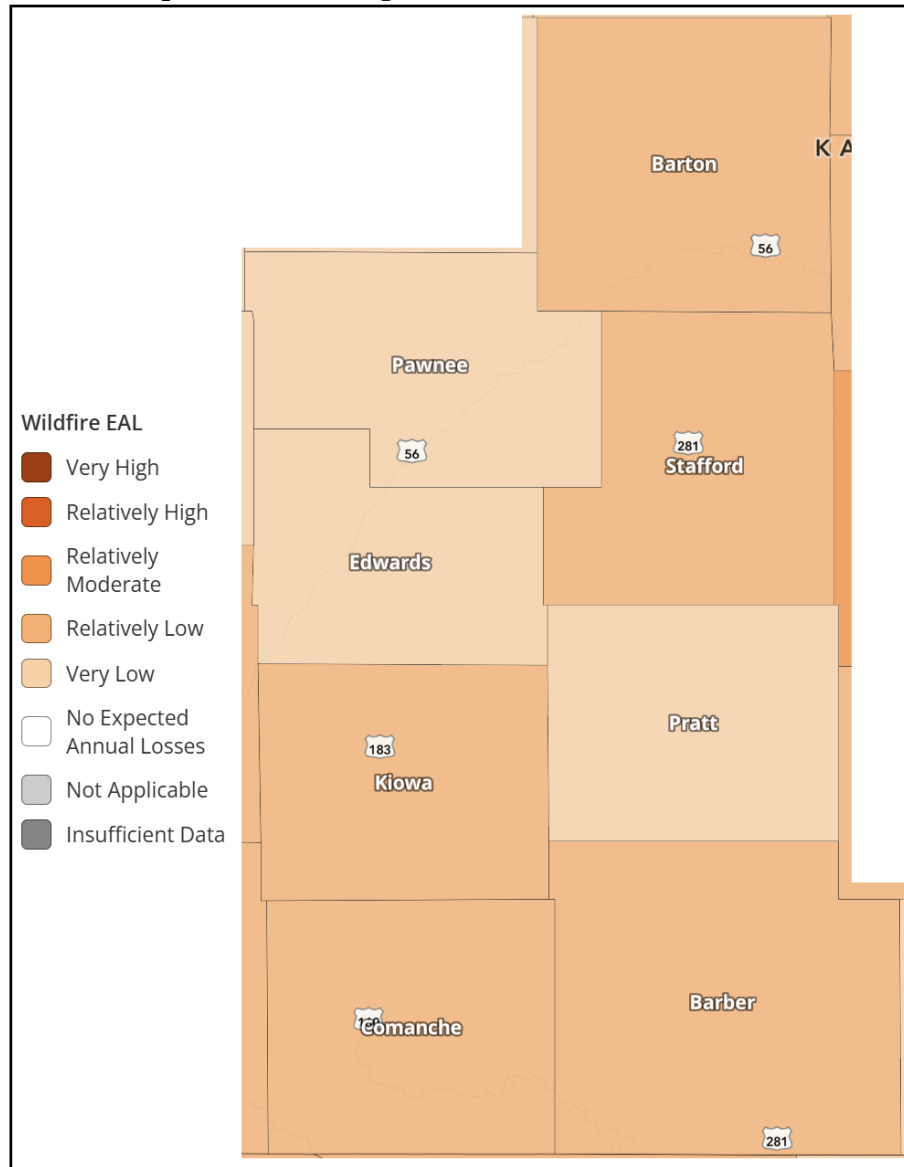 Barton
K A
56
Pawnee
56
281
Stafford
Edwards
Wildfire EAL
Very High
Relatively High
Relatively
Moderate
Relatively Low
Very Low
No Expected
Annual Losses
Not Applicable
Insufficient Data
Pratt
183
Kiowa
Barber
Comanche
281